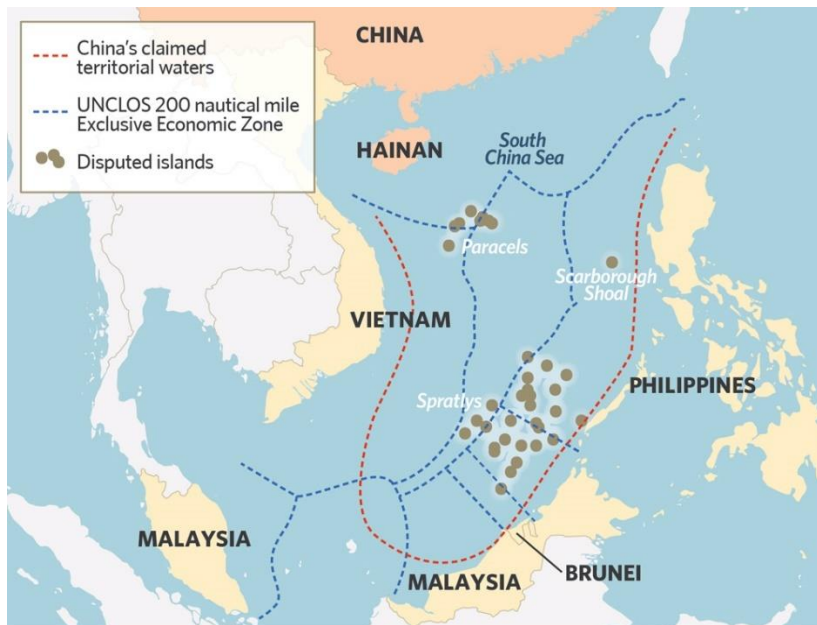 China's claimed
territorial waters
UNCLOS 200 nautical mile
Exclusive Economic Zone
Disputed islands
CHINA
HAINAN
South
China Sea
Paracels
Scarborough
Shoal
VIETNAM
PHILIPPINES
Spratlys
MALAYSIA
MALAYSIA
BRUNEI